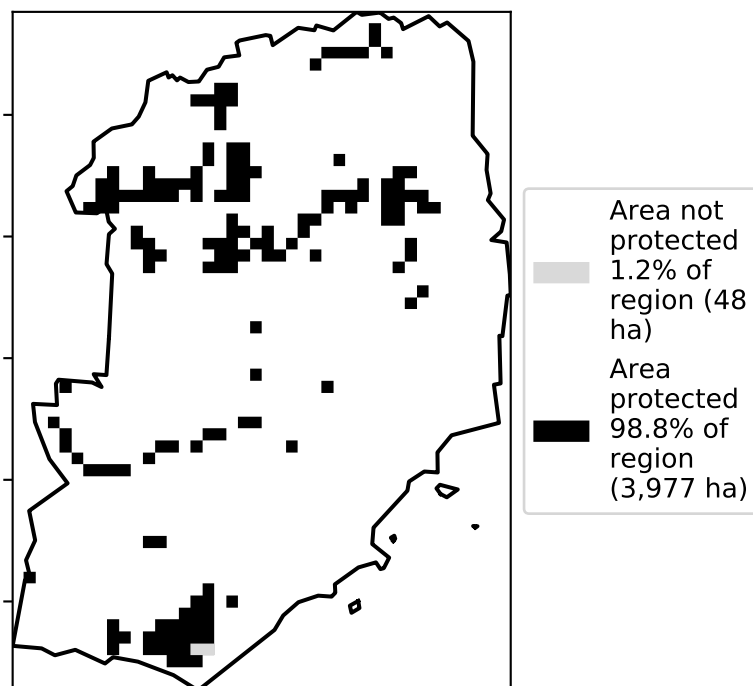 Area not
protected
1.2% of
region (48
ha)
Area
protected
98.8% of
region
(3,977 ha)